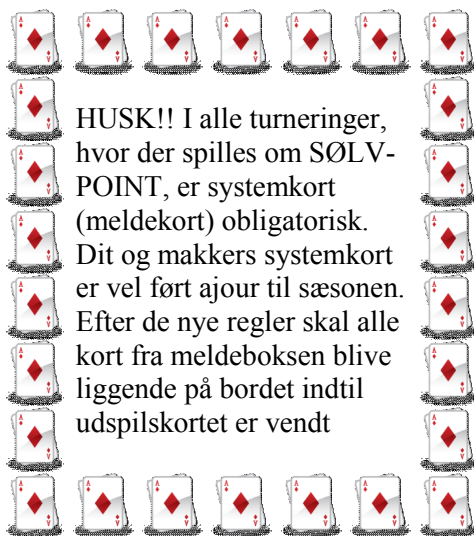 HUSK!! I alle turneringer,
hvor der spilles om SØLV-
POINT, er systemkort
(meldekort) obligatorisk.
Dit og makkers systemkort
er vel ført ajour til sæsonen.
Efter de nye regler skal alle
kort fra meldeboksen blive
liggende på bordet indtil
udspilskortet er vendt